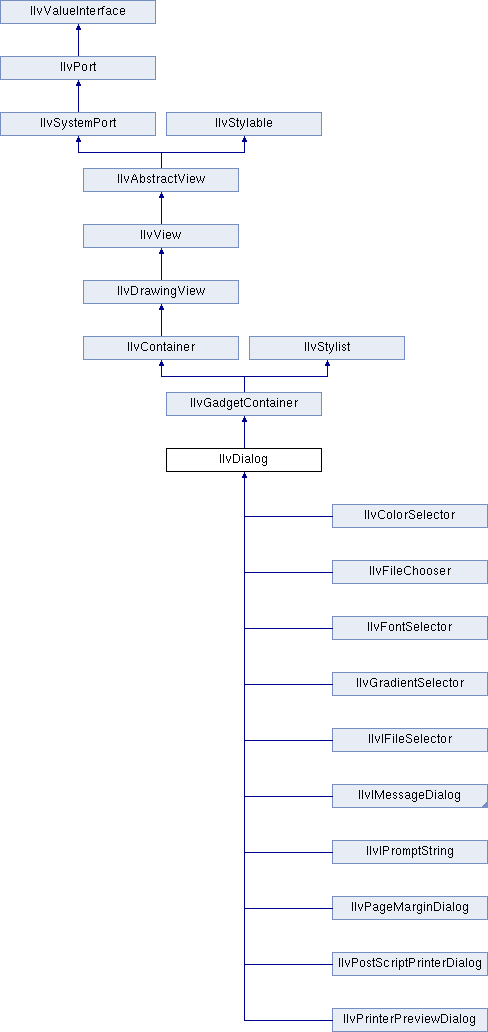 IlvValueInterface
IlvPort
IlvSystemPort
IlvStylable
IlvAbstractView
IlvView
IlvDrawingView
IlvContainer
IlvStylist
IlvGadgetContainer
IlvDialog
IlvColorSelector
IlvFileChooser
IlvFontSelector
IlvGradientSelector
IlvIFileSelector
IlvIMessageDialog
IlvIPromptString
IlvPageMarginDialog
IlvPostScriptPrinterDialog
IlvPrinterPreviewDialog